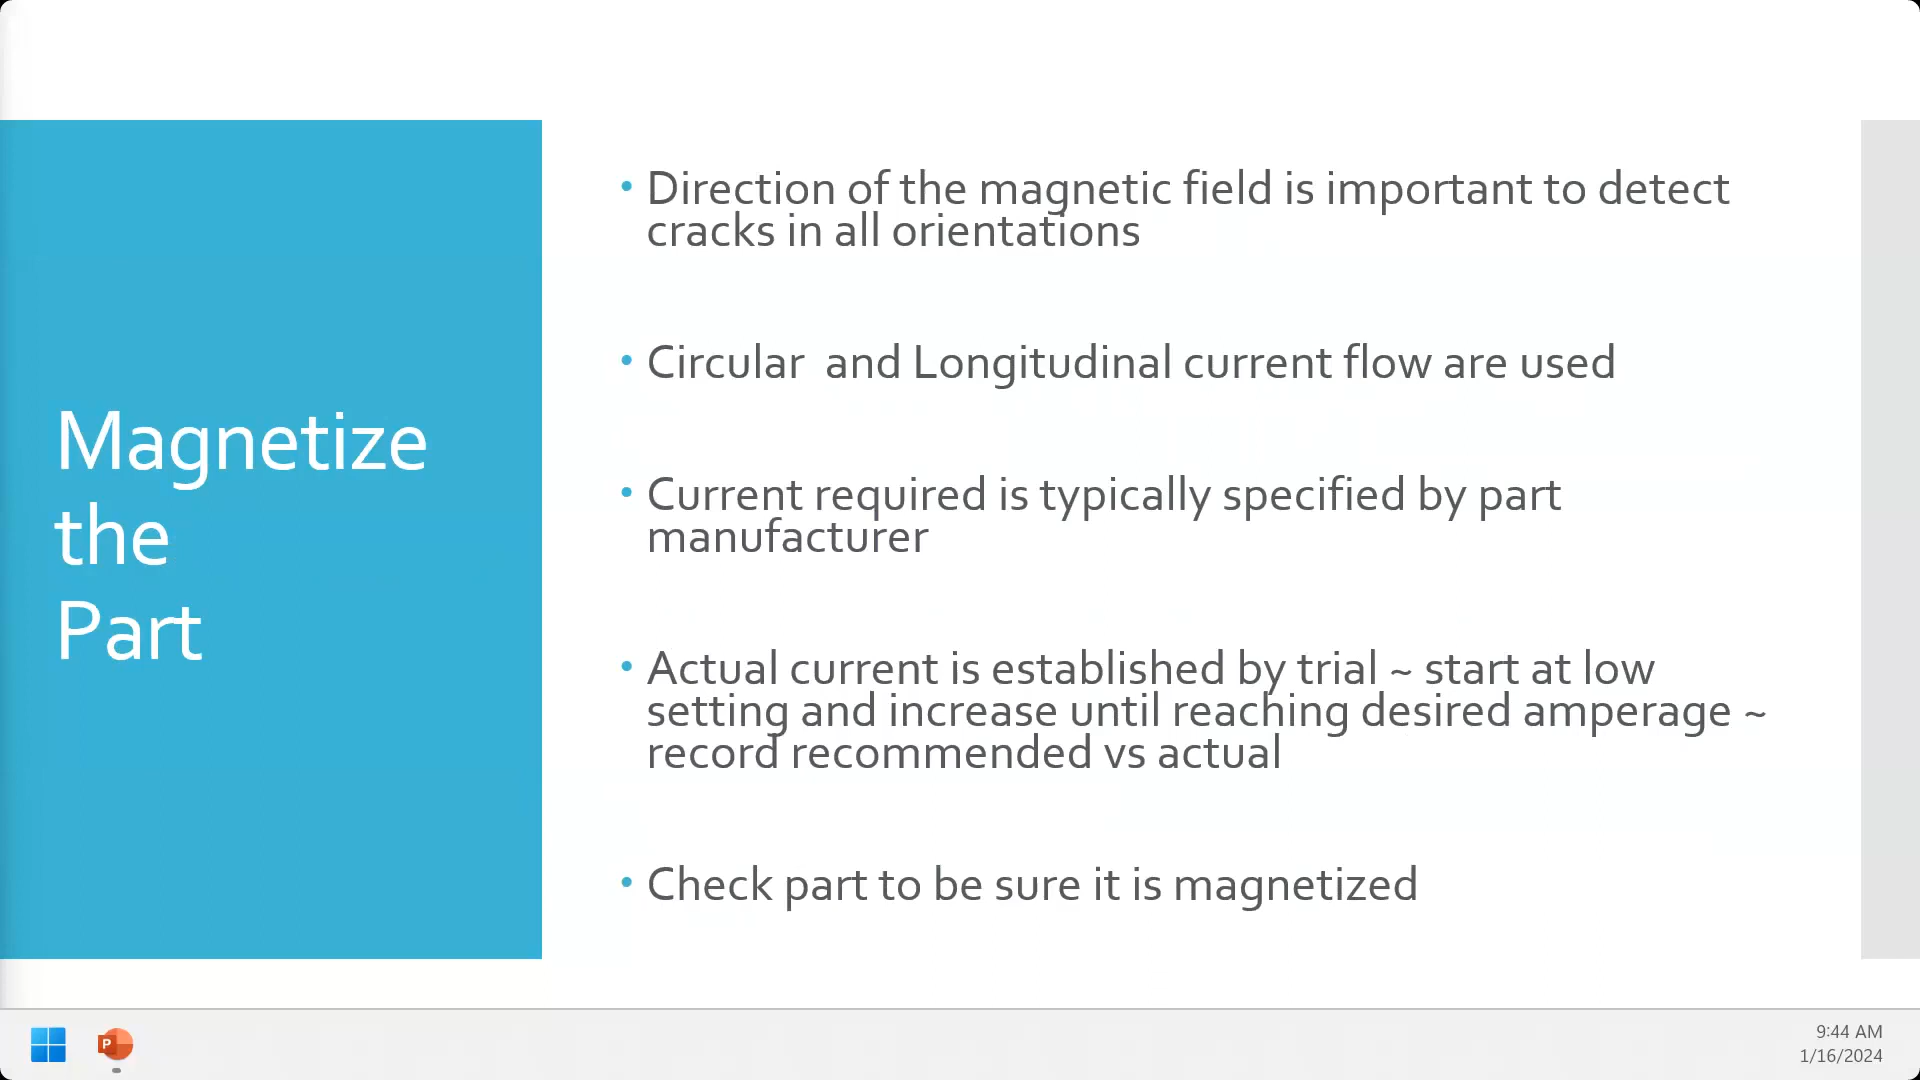 Magnetize
the
Part
• Direction of the magnetic field is important to detect
cracks in all orientations
• Circular  and Longitudinal current flow are used
• Current required is typically specified by part
manufacturer
• Actual current is established by trial ~ start at low
setting and increase until reaching desired amperage ~
record recommended vs actual
• Check part to be sure it is magnetized
P
9:44 AM
1/16/2024